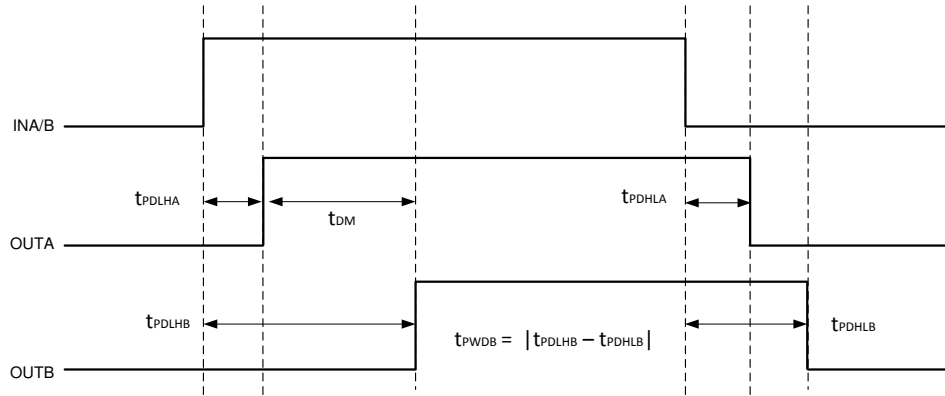 INA/B
tPDLHA
tPDHLA
tDM
OUTA
tPDLHB
tPWDB = |tPDLHB – tPDHLB|
tPDHLB
OUTB